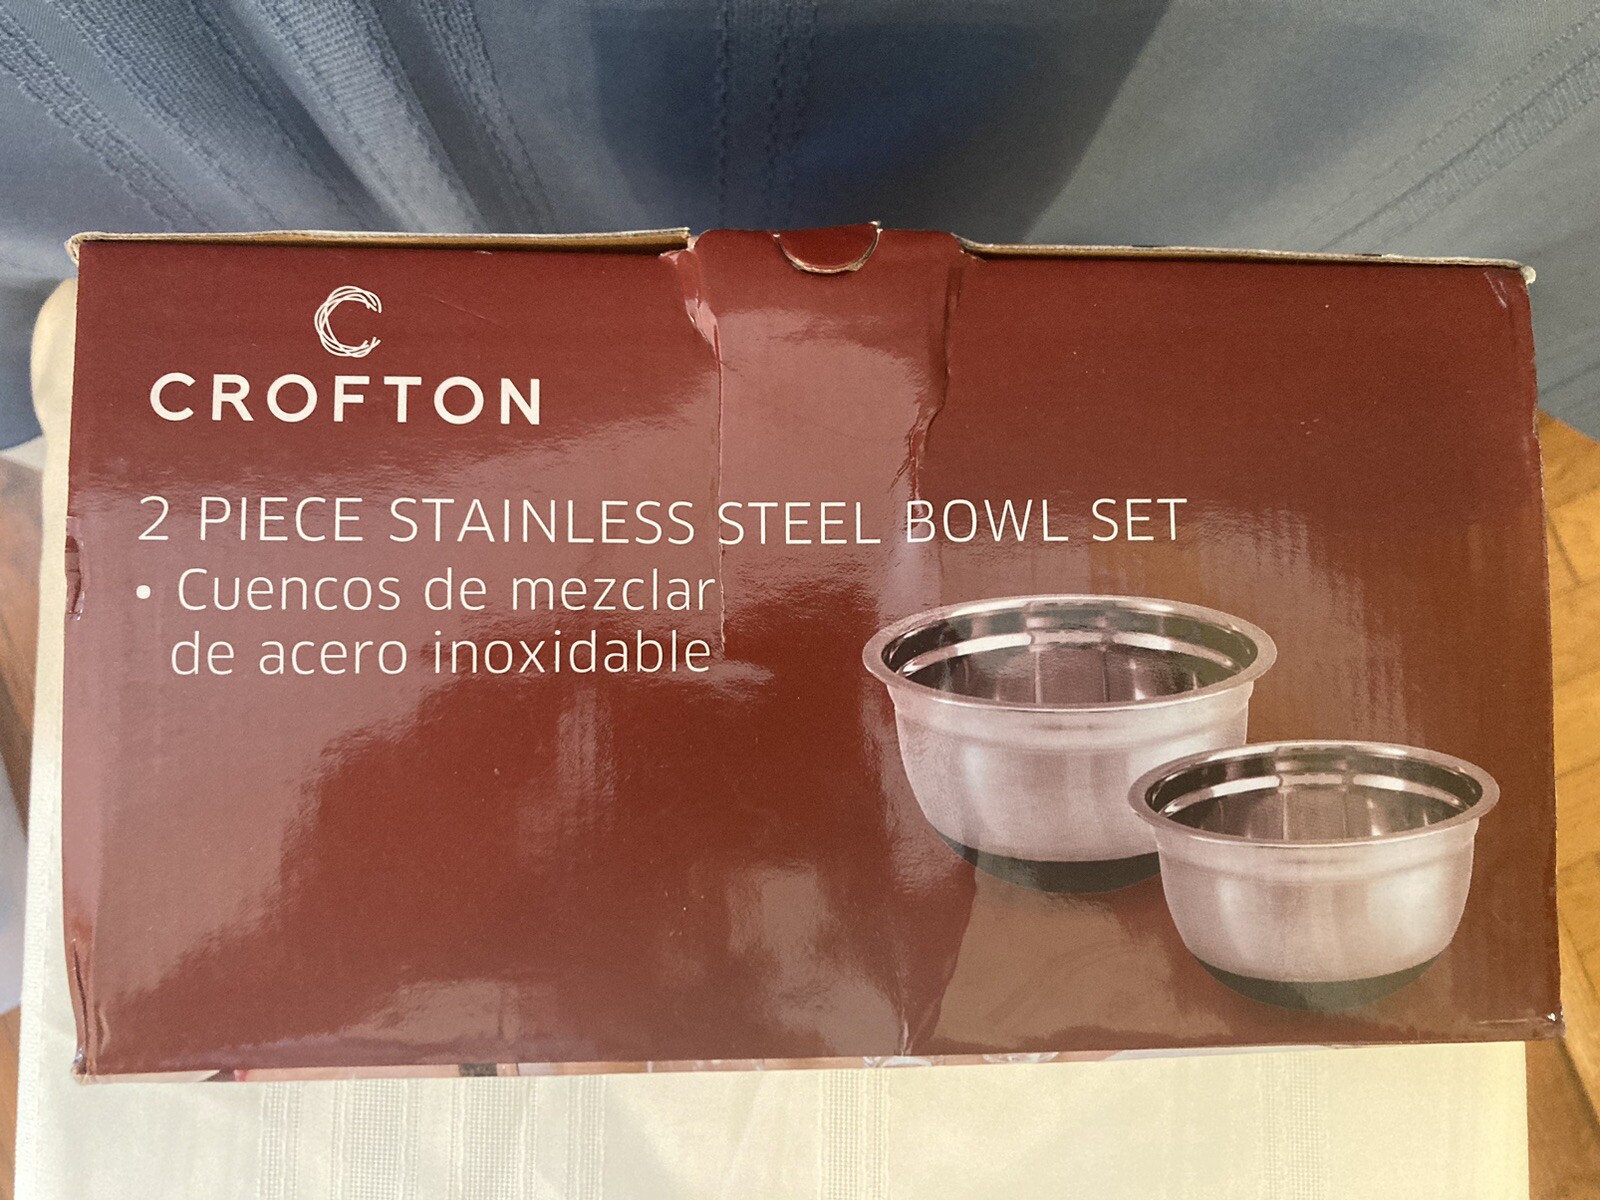 CROFTON
2 PIECE STAINLESS STEEL BOWL SET
• Cuencos de mezclar
de acero inoxidable